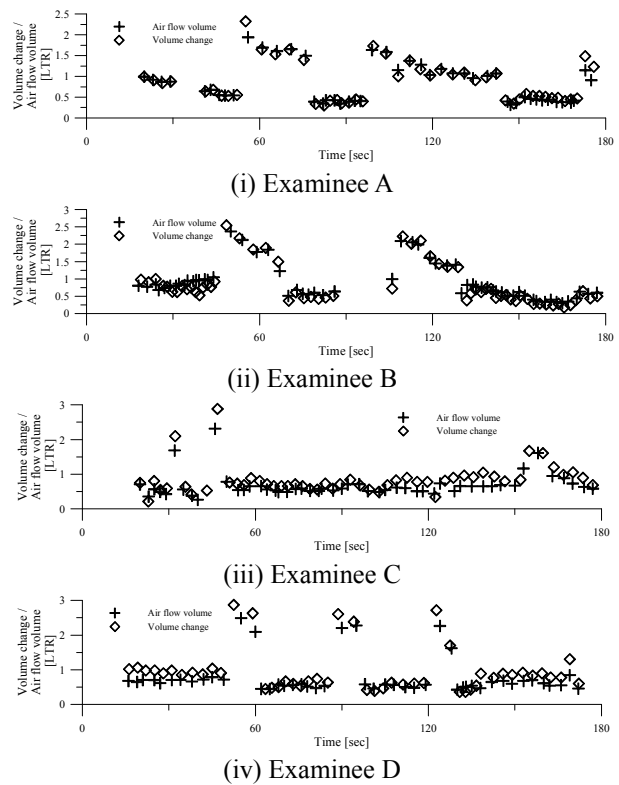 Volume change /
Air flow volume
[LTR]
2.5
2
1.5
1
0.5
0
Air flow volume
Volume change
0
60
120
180
Time [sec]
(i) Examinee A
Volume change /
Air flow volume
[LTR]
3
2.5
2
1.5
1
0.5
0
Air flow volume
Volume change
0
60
120
180
Time [sec]
(ii) Examinee B
Volume change /
Air flow volume
[LTR]
3
2
1
0
Air flow volume
Volume change
0
60
120
180
Time [sec]
(iii) Examinee C
Volume change /
Air flow volume
[LTR]
3
2
1
0
Air flow volume
Volume change
0
60
120
180
Time [sec]
(iv) Examinee D